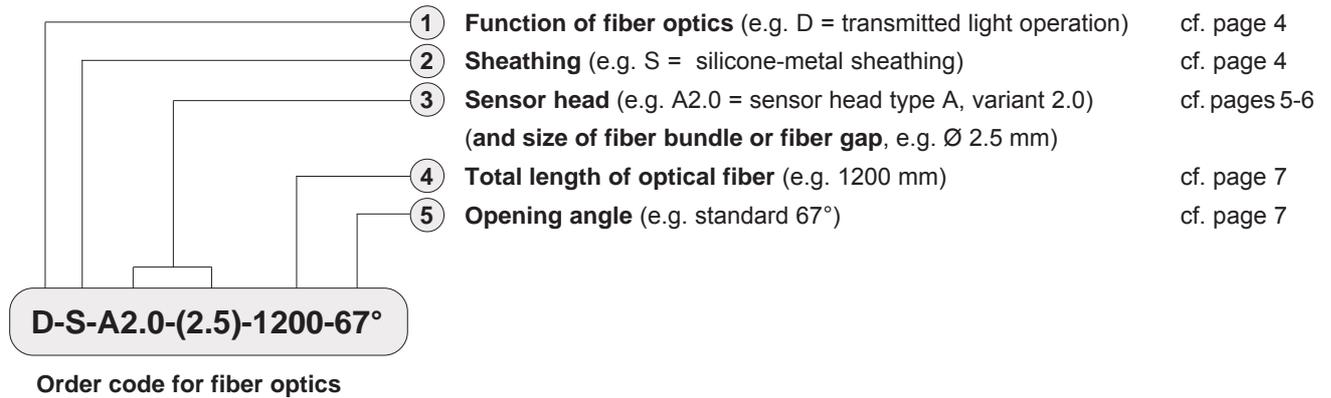 1 Function of fiber optics (e.g. D = transmitted light operation) cf. page 4
2 Sheathing (e.g. S = silicone-metal sheathing) cf. page 4
3 Sensor head (e.g. A2.0 = sensor head type A, variant 2.0) cf. pages 5-6
(and size of fiber bundle or fiber gap, e.g. Ø 2.5 mm)
4 Total length of optical fiber (e.g. 1200 mm) cf. page 7
5 Opening angle (e.g. standard 67°) cf. page 7
D-S-A2.0-(2.5)-1200-67°
Order code for fiber optics